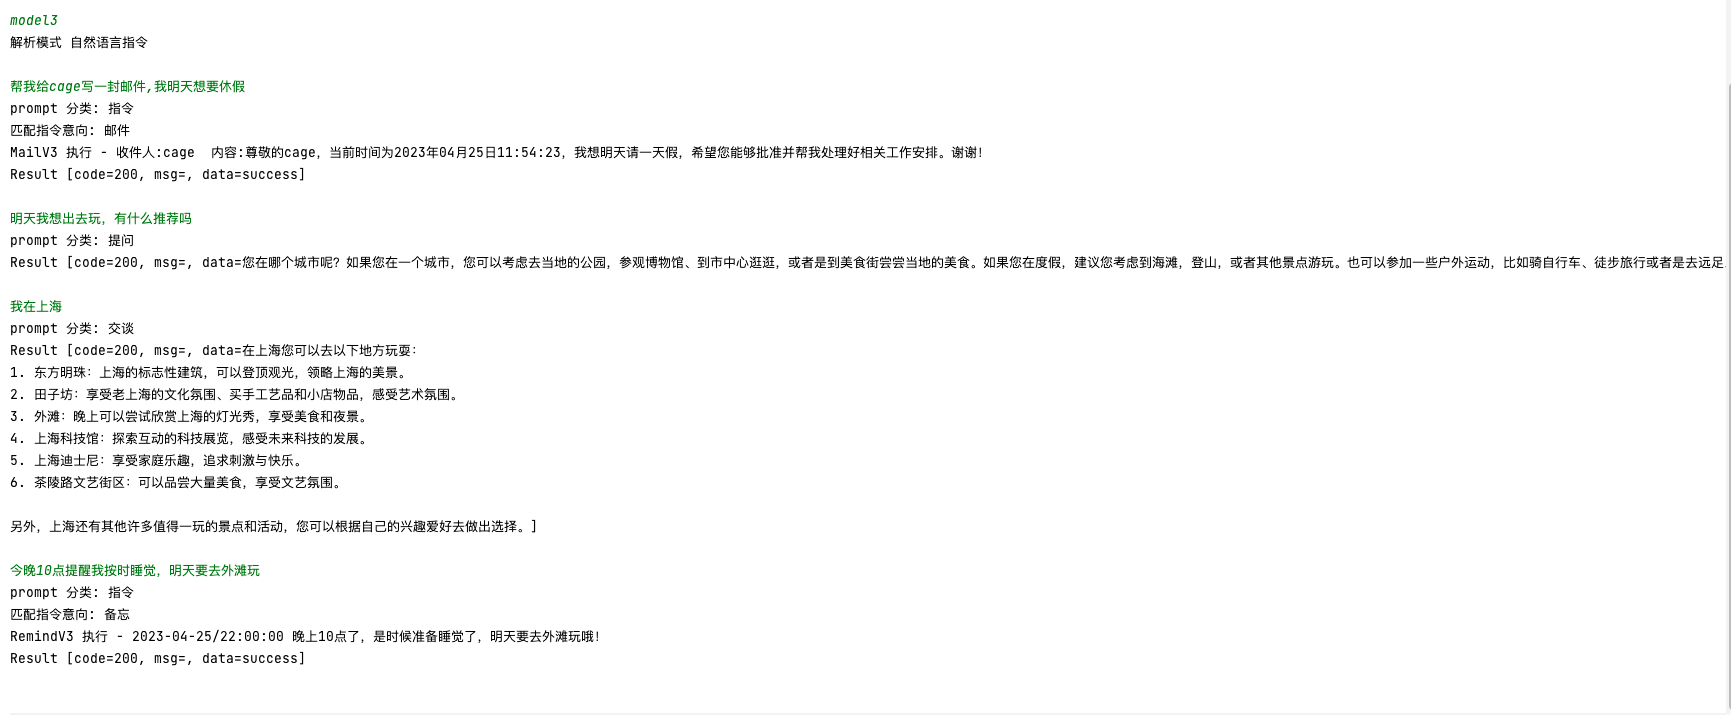 model3
解析模式 自然语言指令
帮我给cage写一封邮件,我明天想要休假
prompt 分类: 指令
匹配指令意向: 邮件
MailV3 执行 - 收件人:cage  内容:尊敬的cage，当前时间为2023年04月25日11:54:23，我想明天请一天假，希望您能够批准并帮我处理好相关工作安排。谢谢！
Result [code=200, msg=, data=success]
明天我想出去玩，有什么推荐吗
prompt 分类: 提问
Result [code=200, msg=, data=您在哪个城市呢？如果您在一个城市，您可以考虑去当地的公园，参观博物馆、到市中心逛逛，或者是到美食街尝尝当地的美食。如果您在度假，建议您考虑到海滩，登山，或者其他景点游玩。也可以参加一些户外运动，比如骑自行车、徒步旅行或者是去远足
我在上海
prompt 分类: 交谈
Result [code=200, msg=, data=在上海您可以去以下地方玩耍：
1. 东方明珠：上海的标志性建筑，可以登顶观光，领略上海的美景。
2. 田子坊：享受老上海的文化氛围、买手工艺品和小店物品，感受艺术氛围。
3. 外滩：晚上可以尝试欣赏上海的灯光秀，享受美食和夜景。
4. 上海科技馆：探索互动的科技展览，感受未来科技的发展。
5. 上海迪士尼：享受家庭乐趣，追求刺激与快乐。
6. 茶陵路文艺街区：可以品尝大量美食，享受文艺氛围。
另外，上海还有其他许多值得一玩的景点和活动，您可以根据自己的兴趣爱好去做出选择。]
今晚10点提醒我按时睡觉，明天要去外滩玩
prompt 分类: 指令
匹配指令意向: 备忘
RemindV3 执行 - 2023-04-25/22:00:00 晚上10点了，是时候准备睡觉了，明天要去外滩玩哦！
Result [code=200, msg=, data=success]